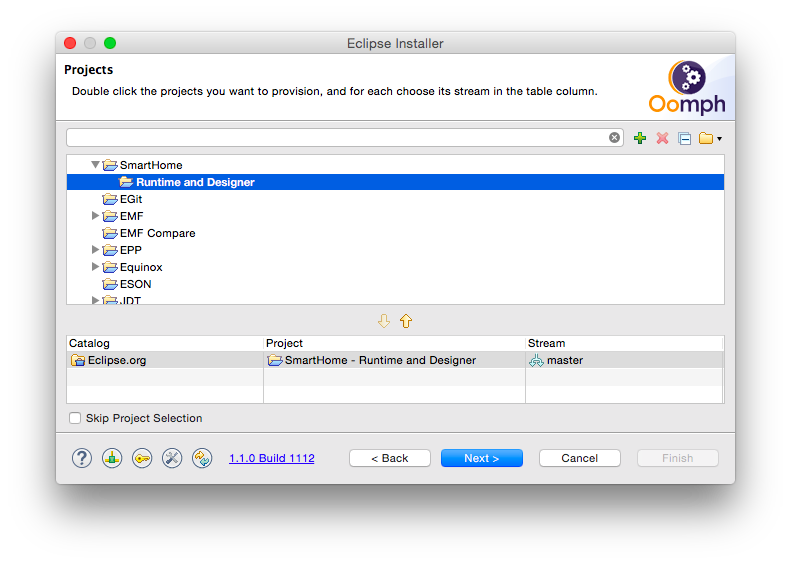 Eclipse Installer
Projects
Double click the projects you want to provision, and for each choose its stream in the table column.
Oomph
SmartHome
Runtime and Designer
EGit
EMF
EMF Compare
EPP
Equinox
ESON
JDT
Catalog Project Stream
Eclipse.org SmartHome - Runtime and Designer master
Skip Project Selection
? 1.1.0 Build 1112 < Back Next > Cancel Finish